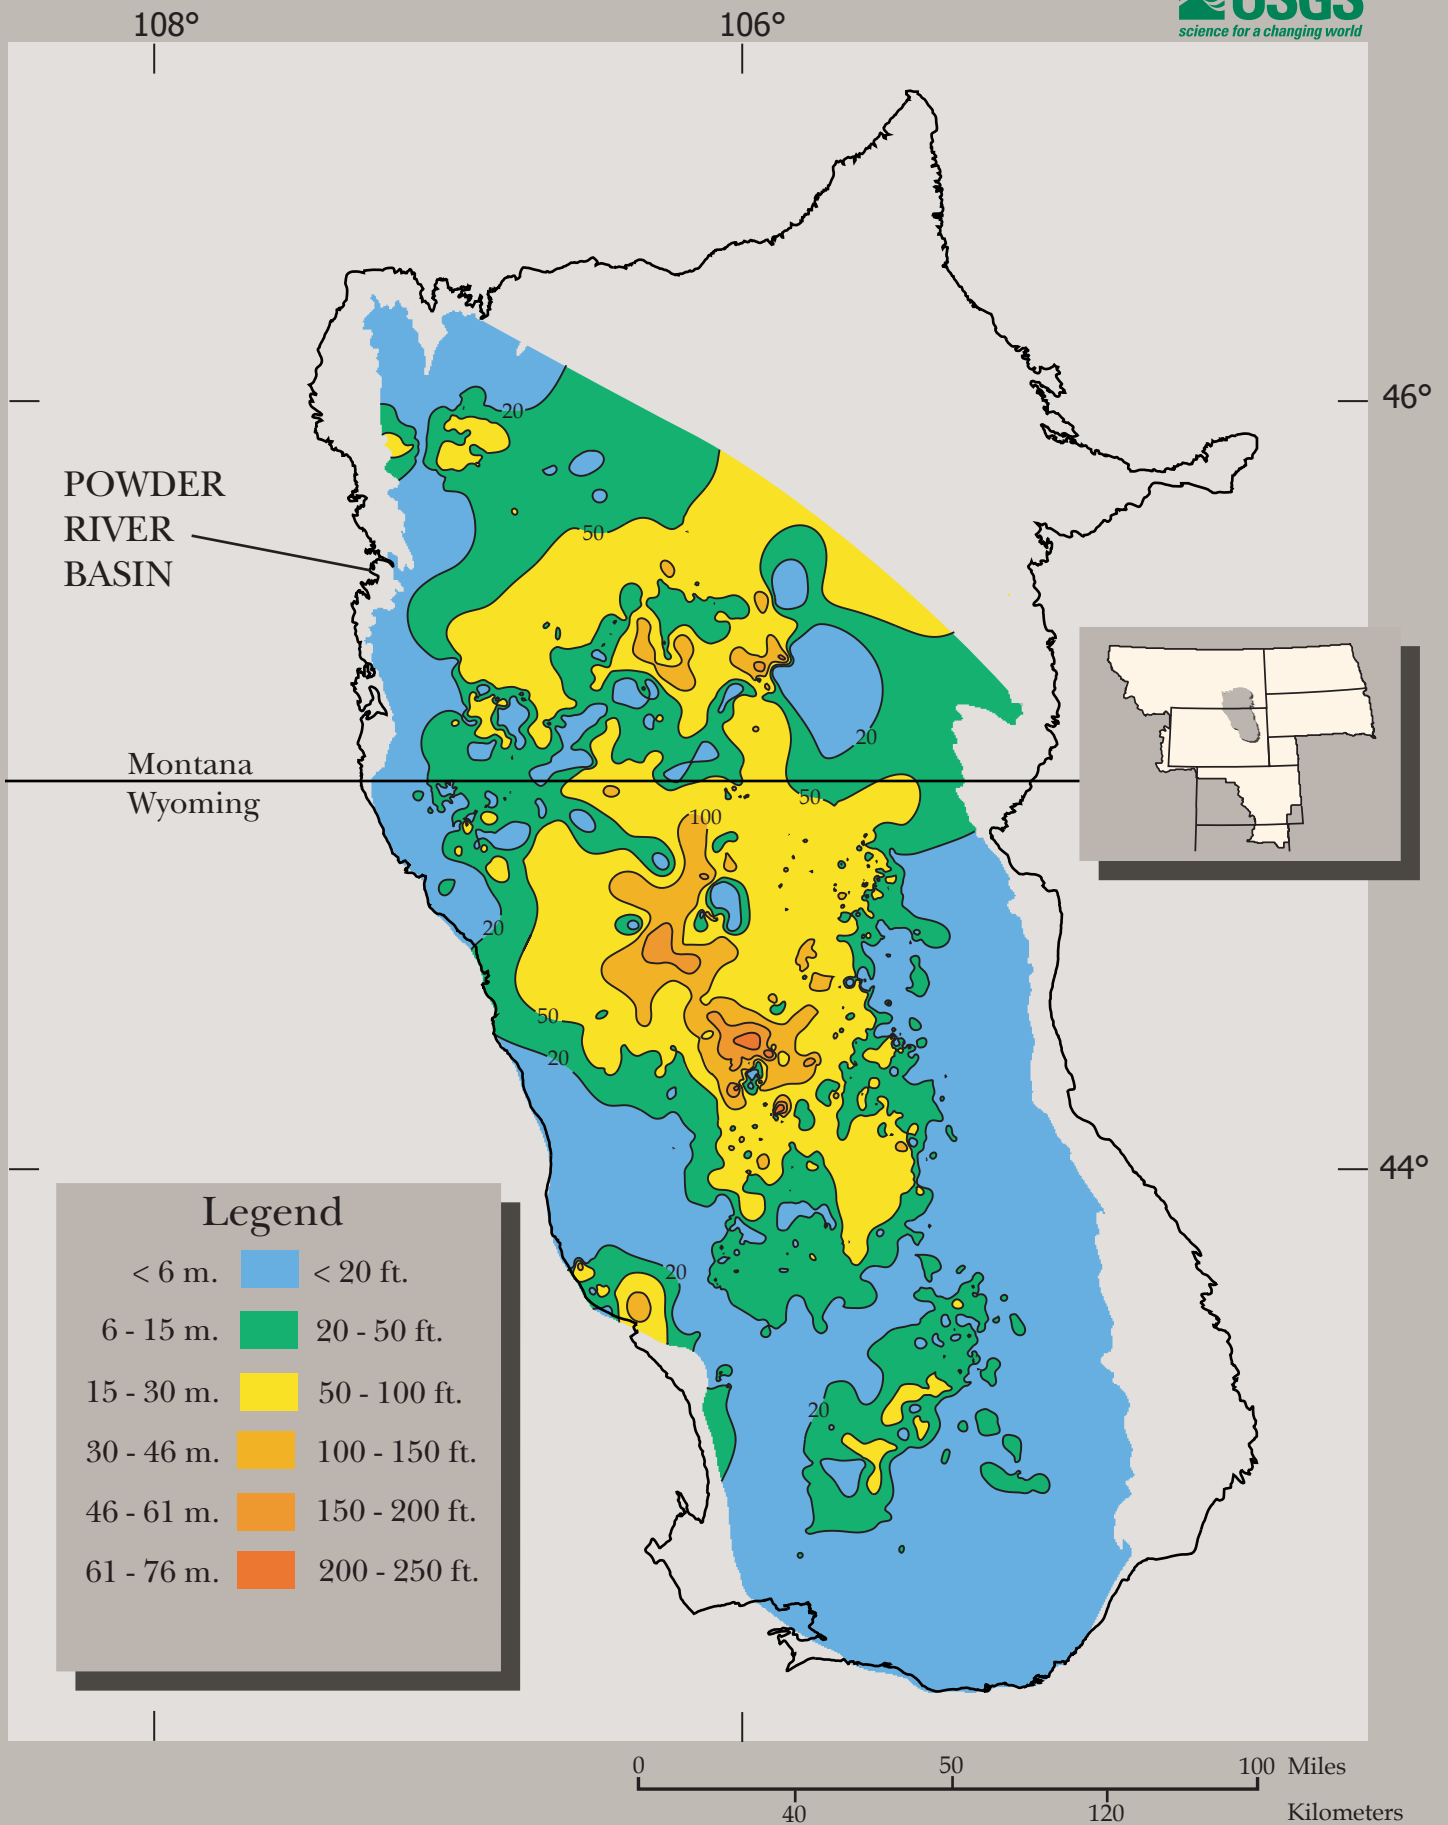 108°
106°
USGS
science for a changing world
46°
POWDER
RIVER
BASIN
20
50
20
Montana
Wyoming
50
100
20
50
20
44°
20
20
Legend
< 6 m. < 20 ft.
6 - 15 m. 20 - 50 ft.
15 - 30 m. 50 - 100 ft.
30 - 46 m. 100 - 150 ft.
46 - 61 m. 150 - 200 ft.
61 - 76 m. 200 - 250 ft.
0 50 100 Miles
40 120 Kilometers